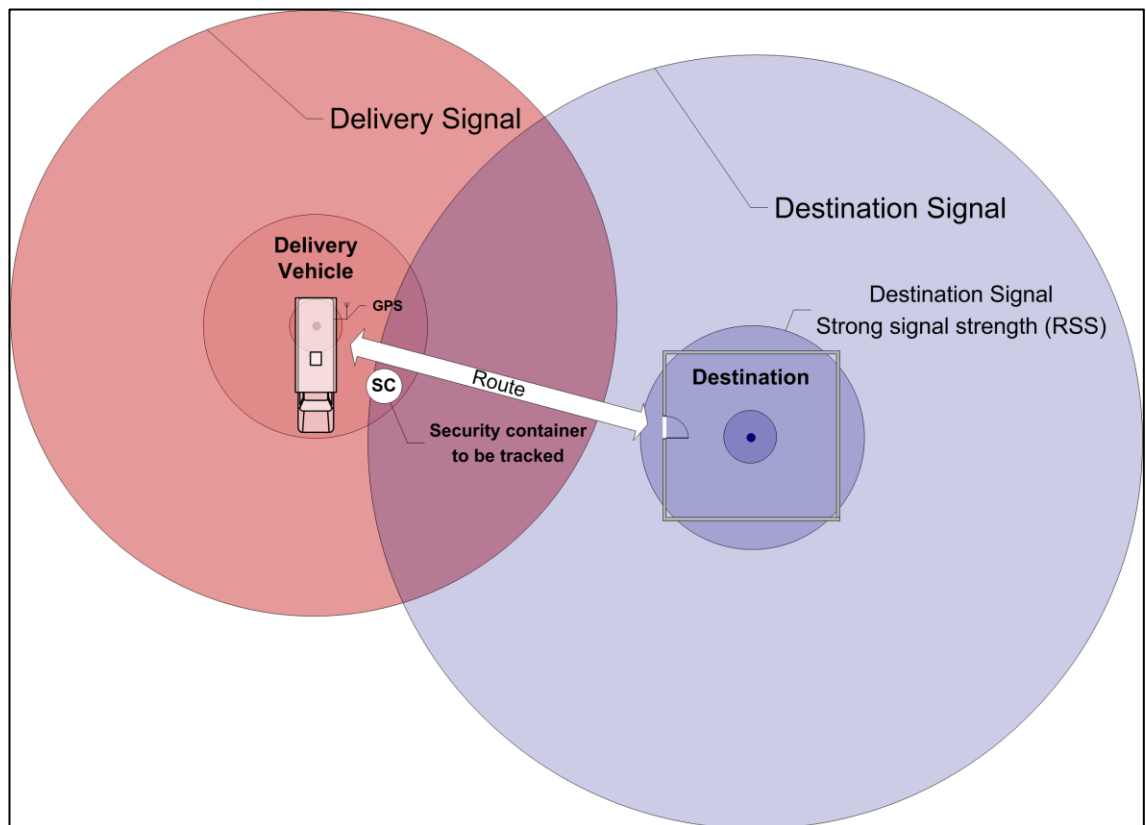 Delivery Signal
Destination Signal
Delivery
Vehicle
GPS
Destination Signal
Strong signal strength (RSS)
Route
Destination
SC
Security container
to be tracked